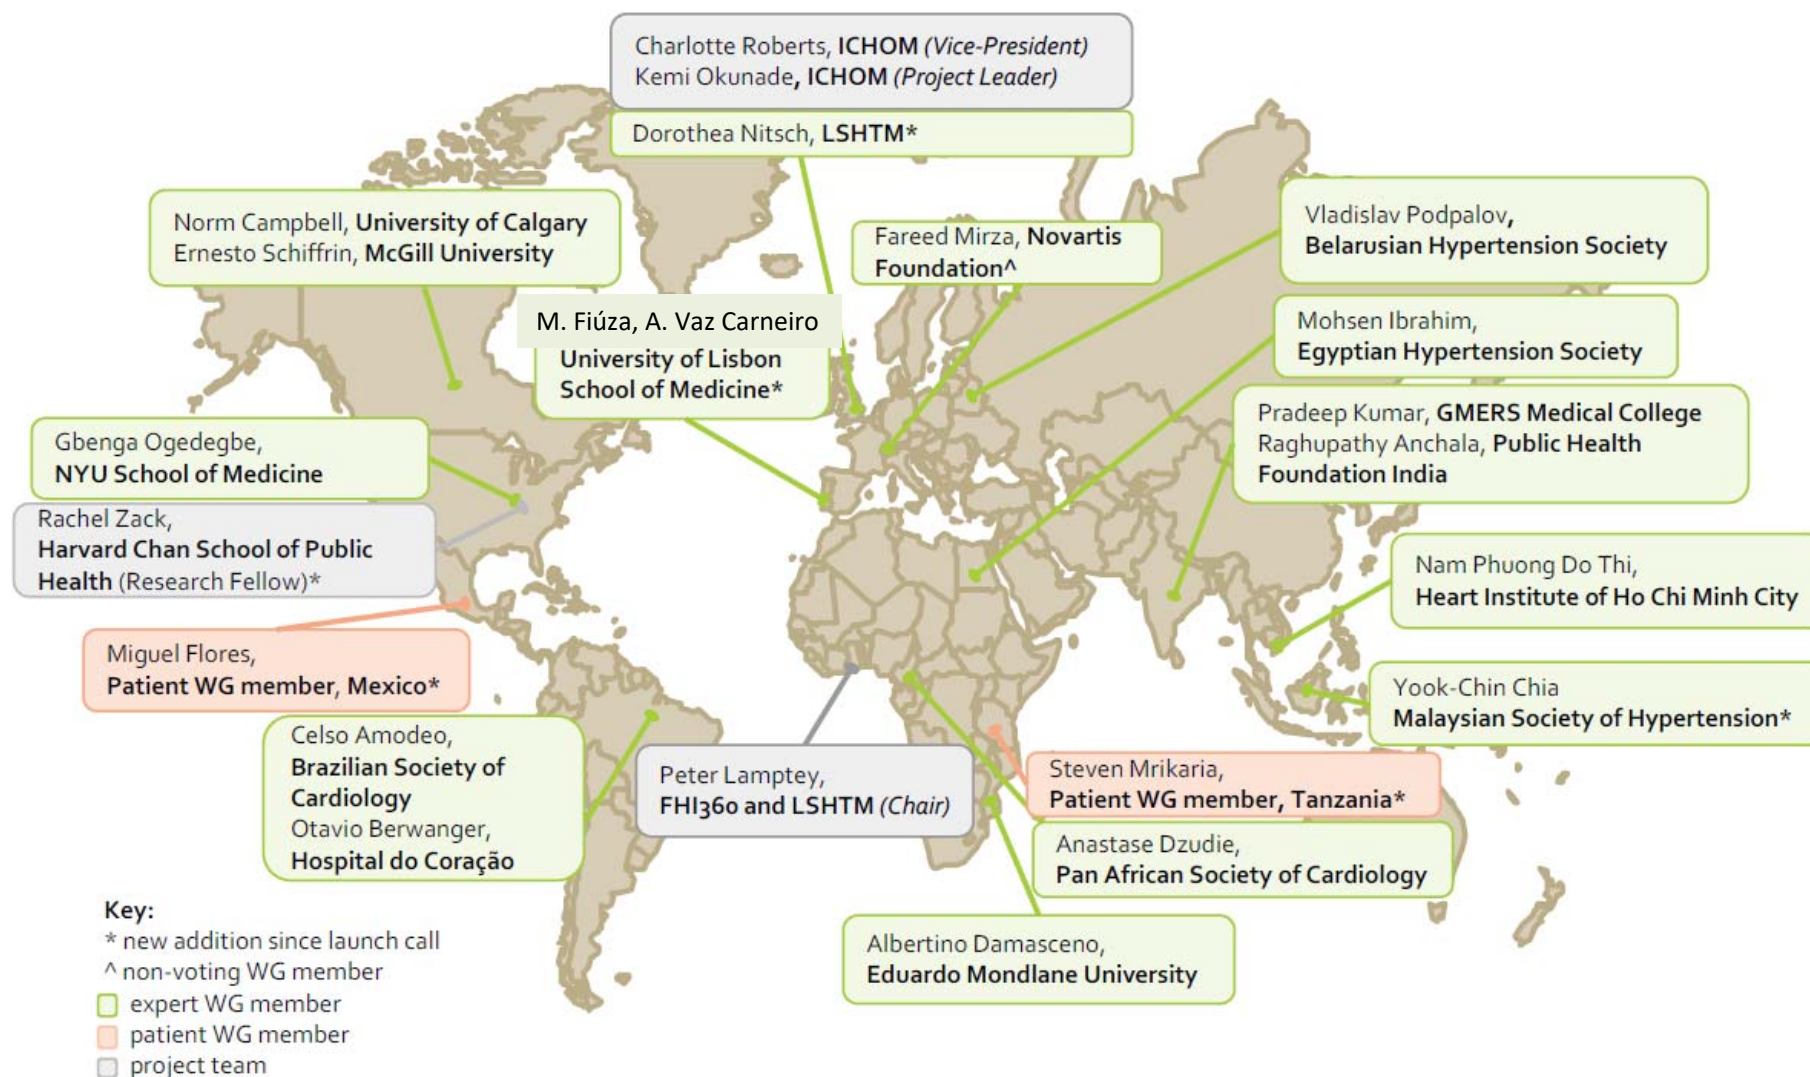 Charlotte Roberts, ICHOM (Vice-President)
Kemi Okunade, ICHOM (Project Leader)
Dorothea Nitsch, LSHTM*
Norm Campbell, University of Calgary
Ernesto Schiffrin, McGill University
Fareed Mirza, Novartis
Foundation^
Vladislav Podpalov,
Belarusian Hypertension Society
M. Fiúza, A. Vaz Carneiro
University of Lisbon
School of Medicine*
Mohsen Ibrahim,
Egyptian Hypertension Society
Pradeep Kumar, GMERS Medical College
Raghupathy Anchala, Public Health
Foundation India
Gbenga Ogedegbe,
NYU School of Medicine
Rachel Zack,
Harvard Chan School of Public
Health (Research Fellow)*
Nam Phuong Do Thi,
Heart Institute of Ho Chi Minh City
Miguel Flores,
Patient WG member, Mexico*
Yook-Chin Chia
Malaysian Society of Hypertension*
Celso Amodeo,
Brazilian Society of
Cardiology
Otavio Berwanger,
Hospital do Coração
Peter Lamptey,
FHI360 and LSHTM (Chair)
Steven Mrikaria,
Patient WG member, Tanzania*
Anastase Dzudie,
Pan African Society of Cardiology
Albertino Damasceno,
Eduardo Mondlane University
Key:
* new addition since launch call
^ non-voting WG member
expert WG member
patient WG member
project team